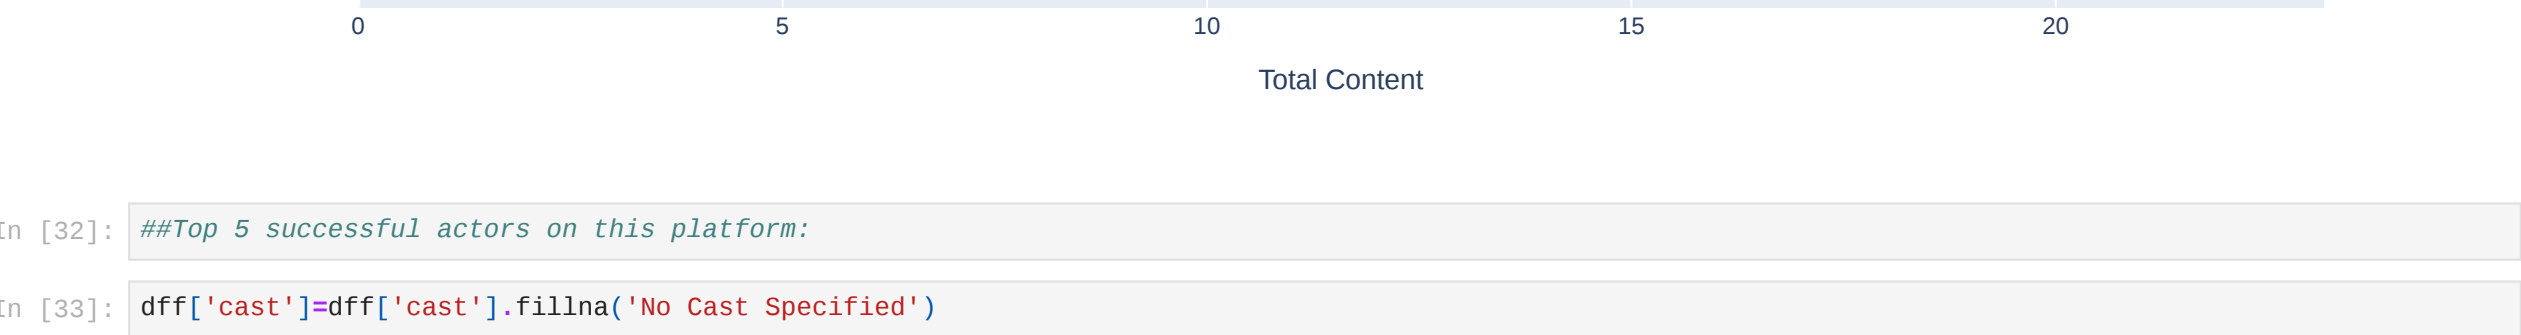 0 5 10 15 20
Total Content
In [32]: ##Top 5 successful actors on this platform:
In [33]: dff['cast']=dff['cast'].fillna('No Cast Specified')